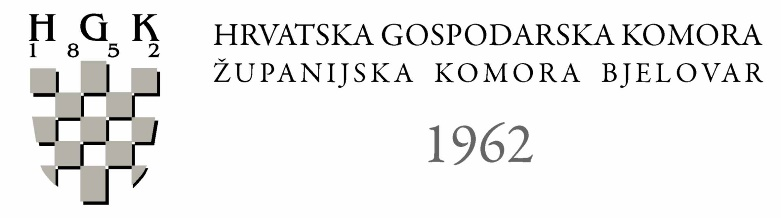 HGK
1852
HRVATSKA GOSPODARSKA KOMORA
ŽUPANIJSKA KOMORA BJELOVAR
1962